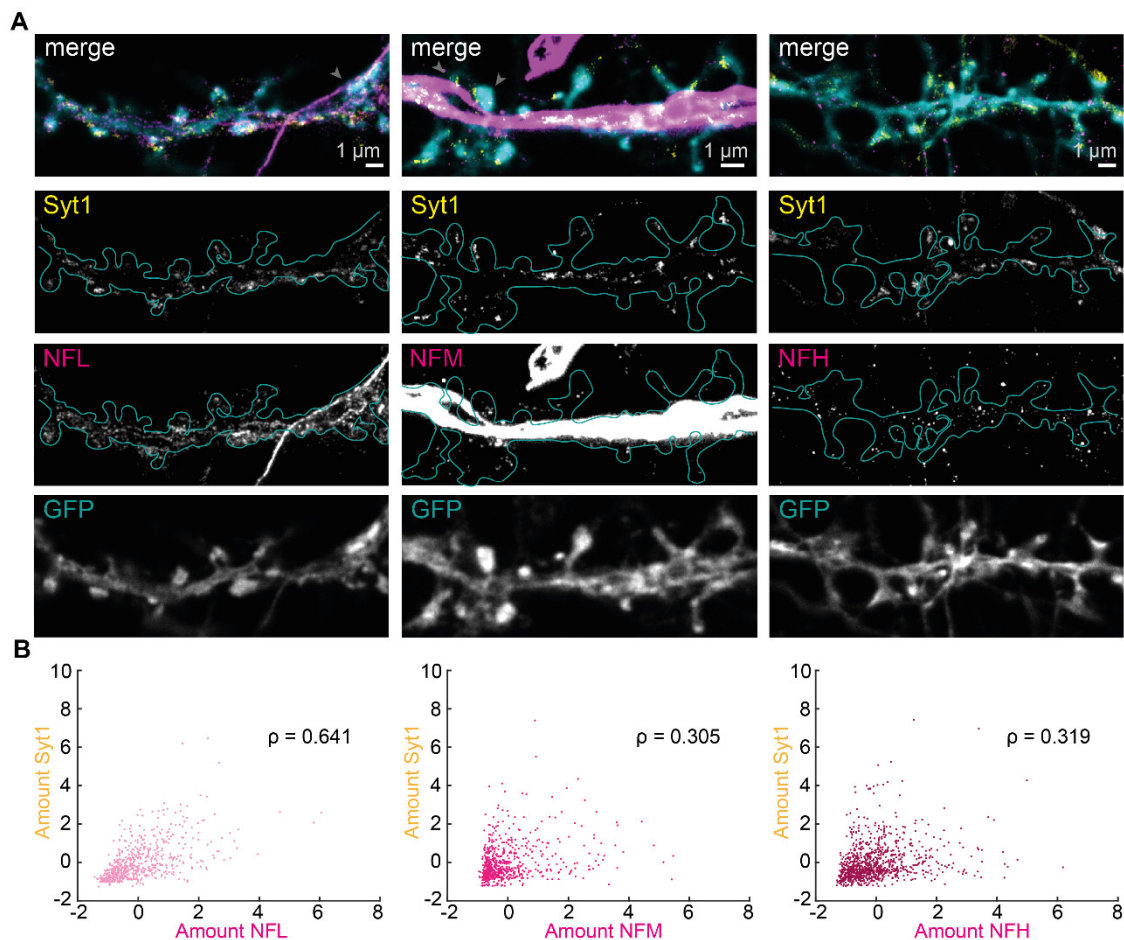 A
merge merge merge
1 µm 1 µm 1 µm
Syt1 Syt1 Syt1
NFL NFM NFH
GFP GFP GFP
B
10 10 10
8 8 8
6 6 6
4 4 4
2 2 2
0 0 0
-2 -2 -2
Amount Syt1 Amount Syt1 Amount Syt1
ρ = 0.641 ρ = 0.305 ρ = 0.319
-2 0 2 4 6 8 -2 0 2 4 6 8 -2 0 2 4 6 8
Amount NFL Amount NFM Amount NFH